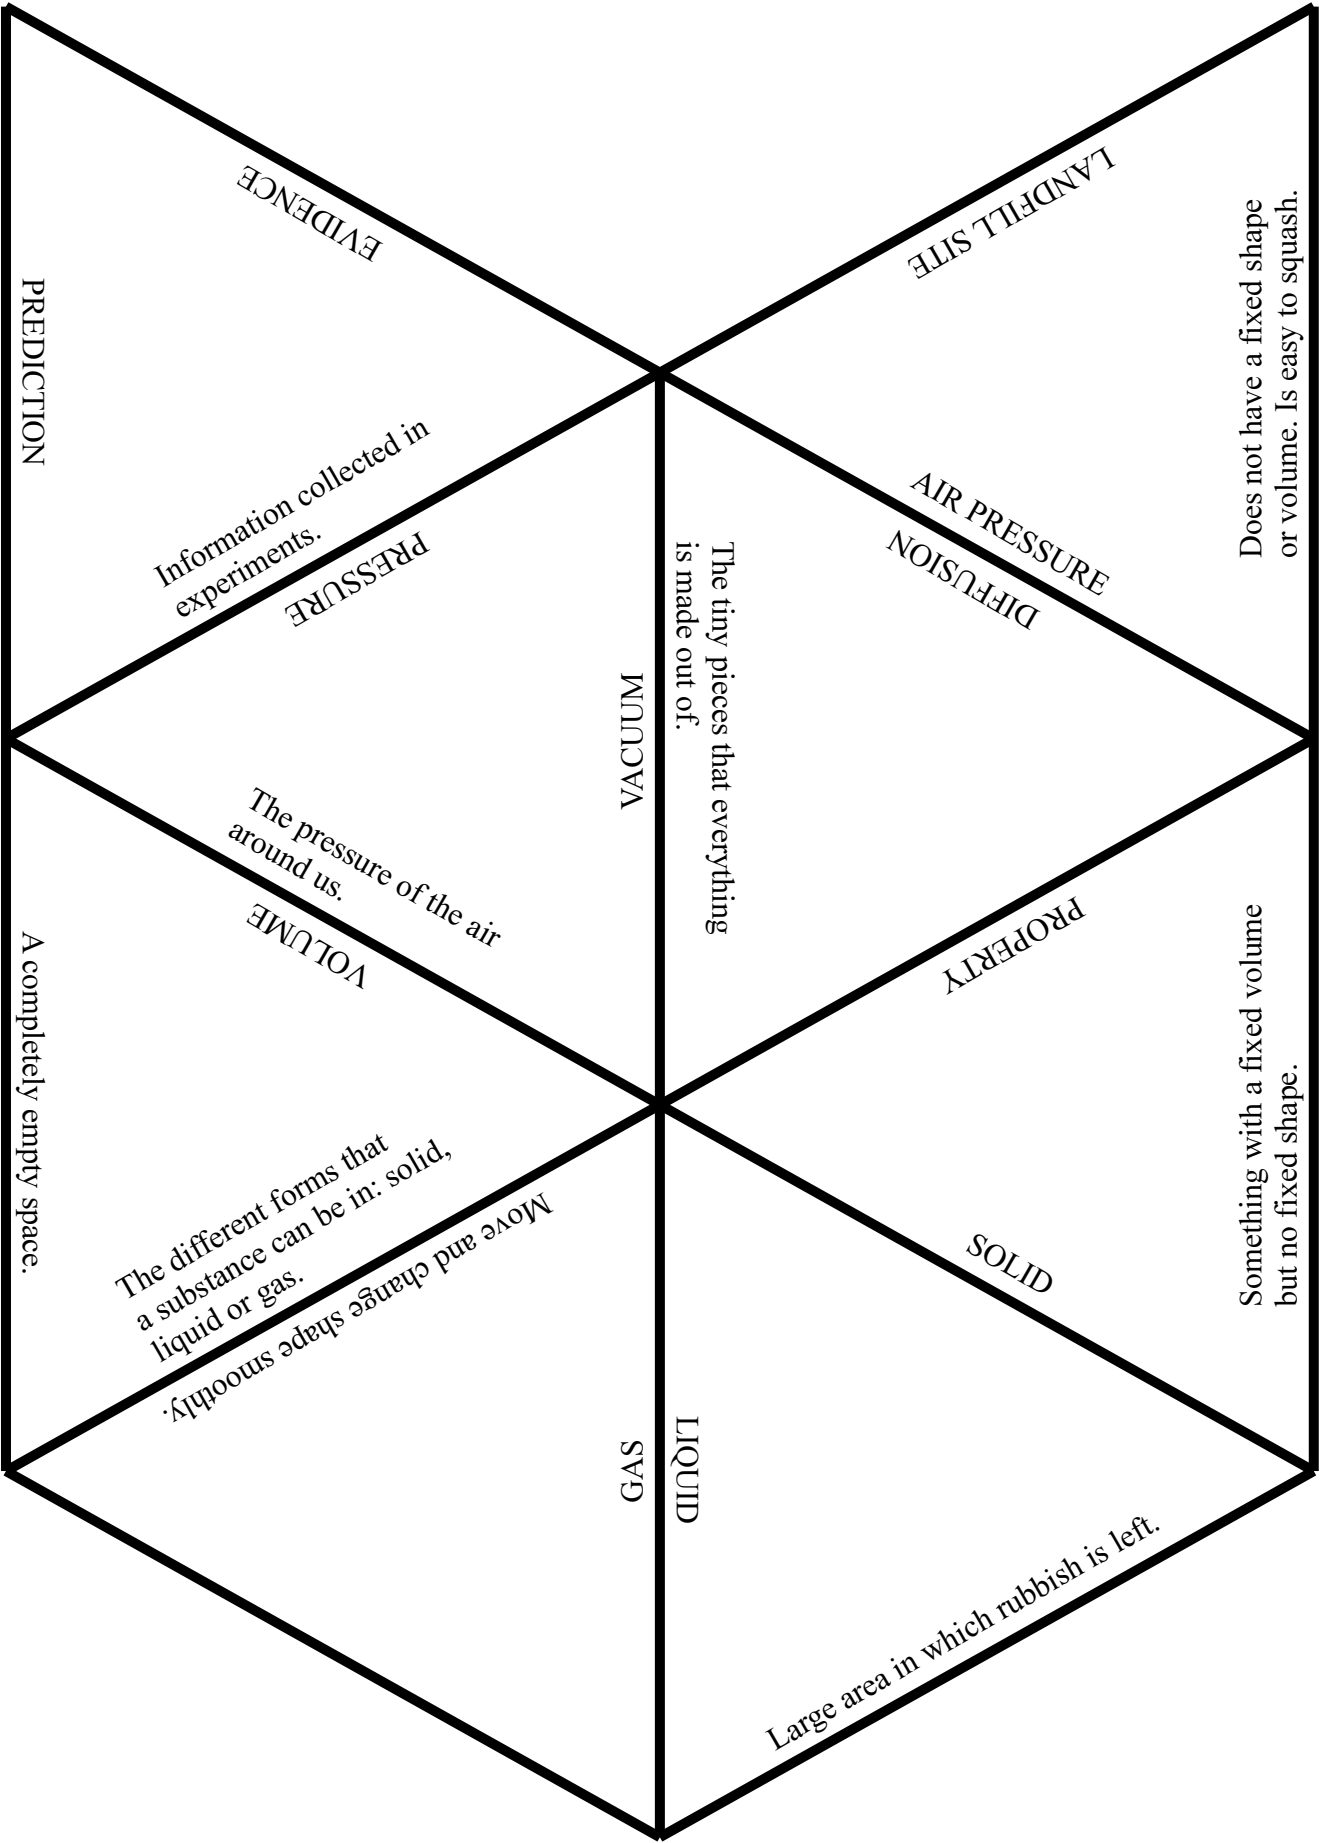 EVIDENCE
LANDFILL SITE
PREDICTION
Does not have a fixed shape
or volume. Is easy to squash.
Information collected in
experiments.
PRESSURE
AIR PRESSURE
DIFFUSION
The tiny pieces that everything
is made out of.
VACUUM
The pressure of the air
around us.
VOLUME
PROPERTY
A completely empty space.
Something with a fixed volume
but no fixed shape.
The different forms that
a substance can be in: solid,
liquid or gas.
Move and change shape smoothly.
SOLID
GAS
LIQUID
Large area in which rubbish is left.